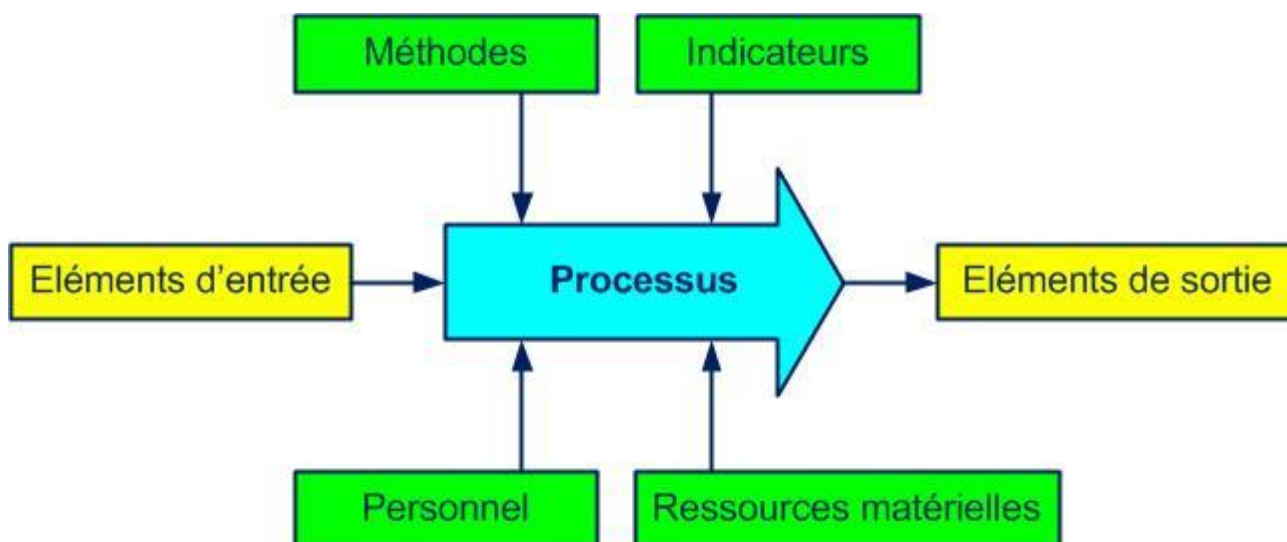 Méthodes
Indicateurs
Eléments d'entrée
Processus
Eléments de sortie
Personnel
Ressources matérielles